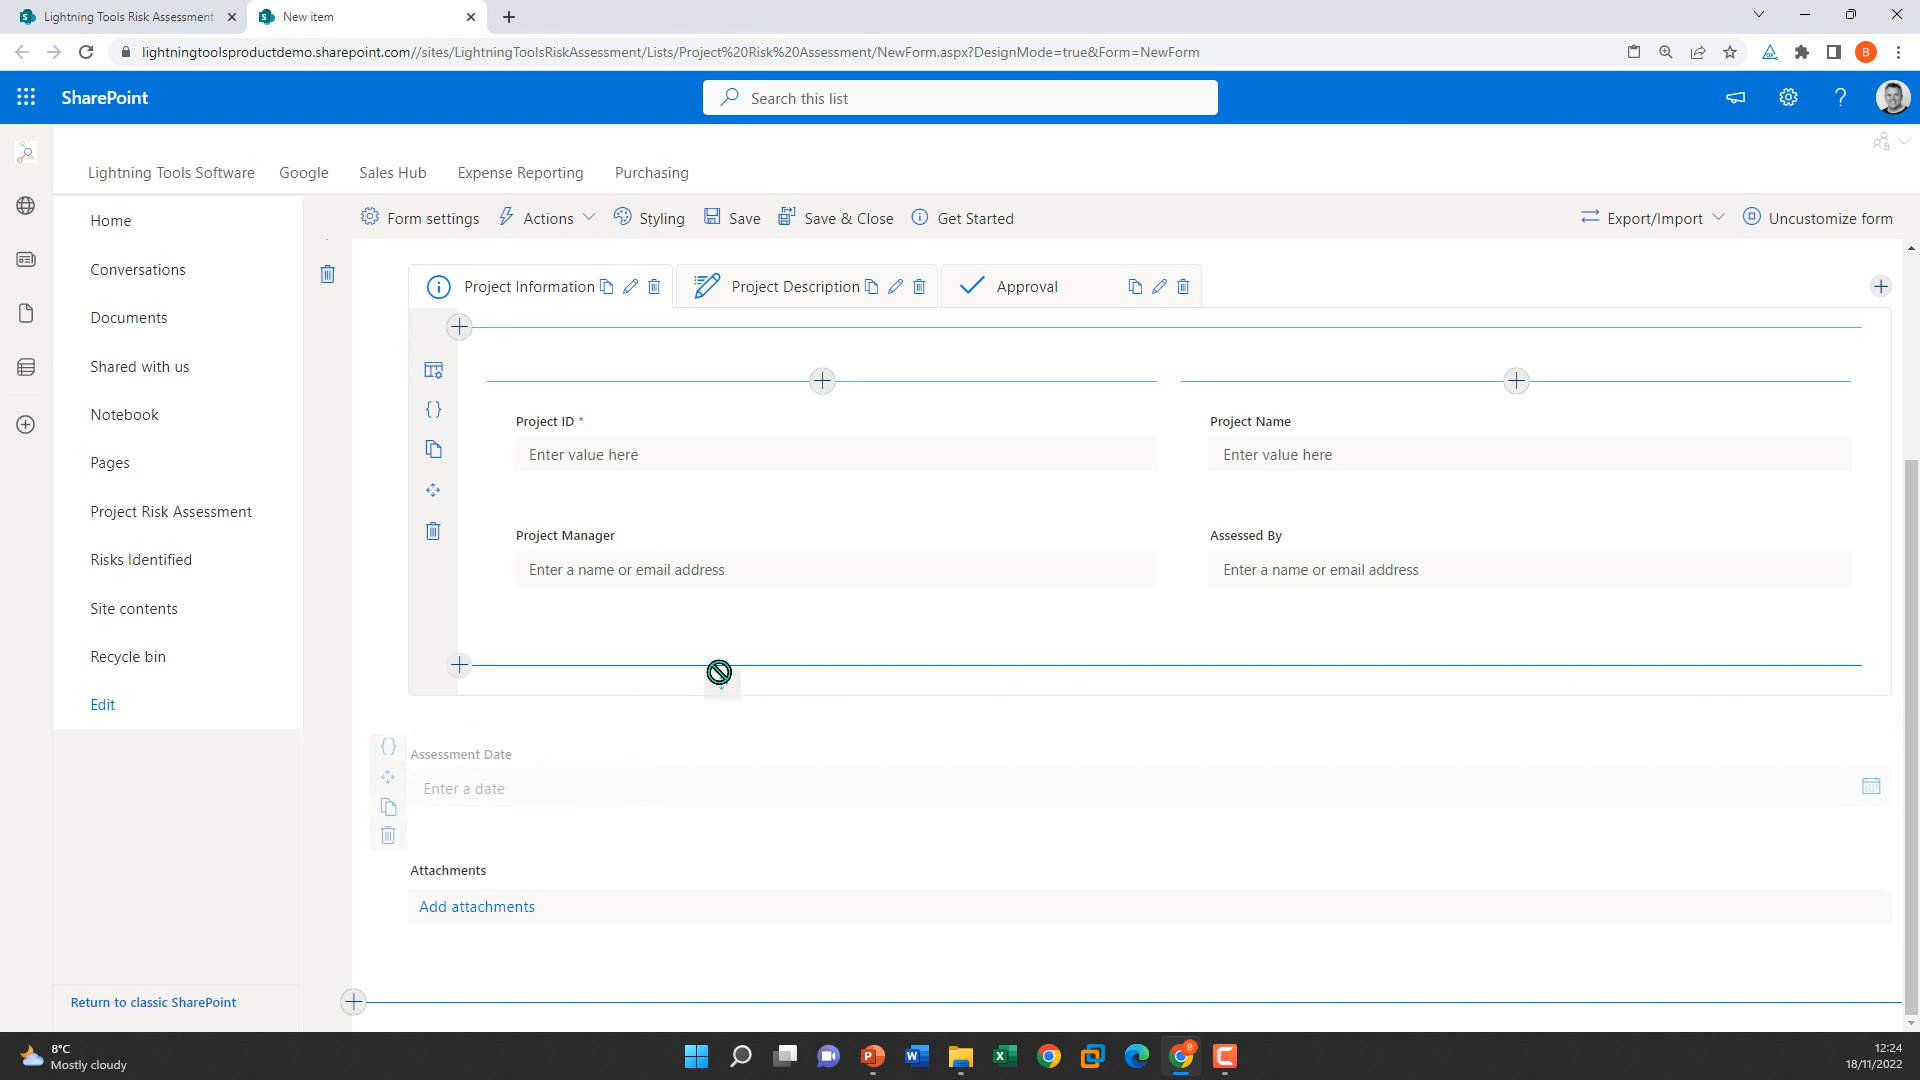 Lightning Tools Risk Assessment
New item
lightningtoolsproductdemo.sharepoint.com//sites/LightningToolsRiskAssessment/Lists/Project%20Risk%20Assessment/NewForm.aspx?DesignMode=true&Form=NewForm
B
SharePoint
Search this list
Lightning Tools Software
Google
Sales Hub
Expense Reporting
Purchasing
Home
Conversations
Documents
Shared with us
Notebook
Pages
Project Risk Assessment
Risks Identified
Site contents
Recycle bin
Edit
Return to classic SharePoint
Form settings
Actions
Styling
Save
Save & Close
Get Started
Export/Import
Uncustomize form
Project Information
Project Description
Approval
Project ID *
Enter value here
Project Name
Enter value here
Project Manager
Enter a name or email address
Assessed By
Enter a name or email address
Assessment Date
Enter a date
Attachments
Add attachments
8°C
Mostly cloudy
12:24
18/11/2022